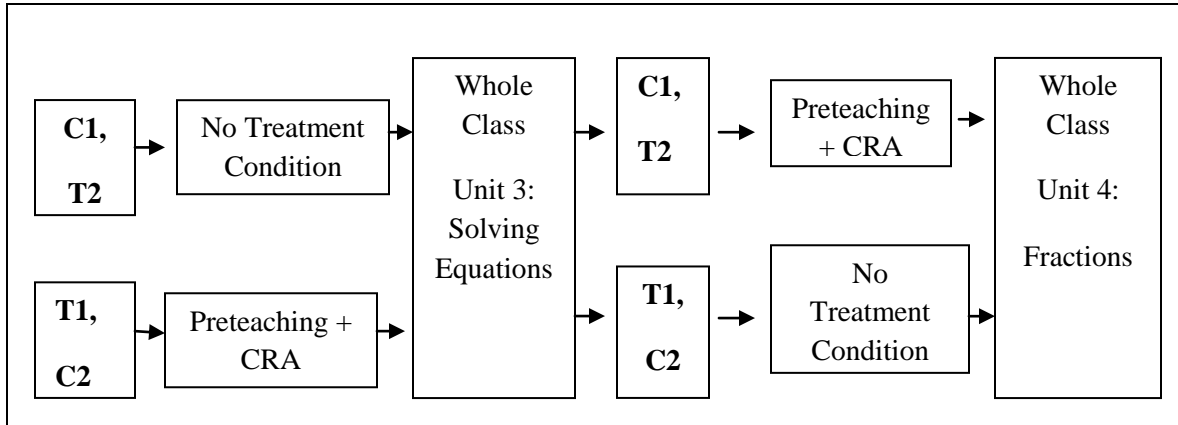 C1,
T2
No Treatment
Condition
T1,
C2
Preteaching +
CRA
Whole
Class
Unit 3:
Solving
Equations
C1,
T2
Preteaching
+ CRA
T1,
C2
No
Treatment
Condition
Whole
Class
Unit 4:
Fractions